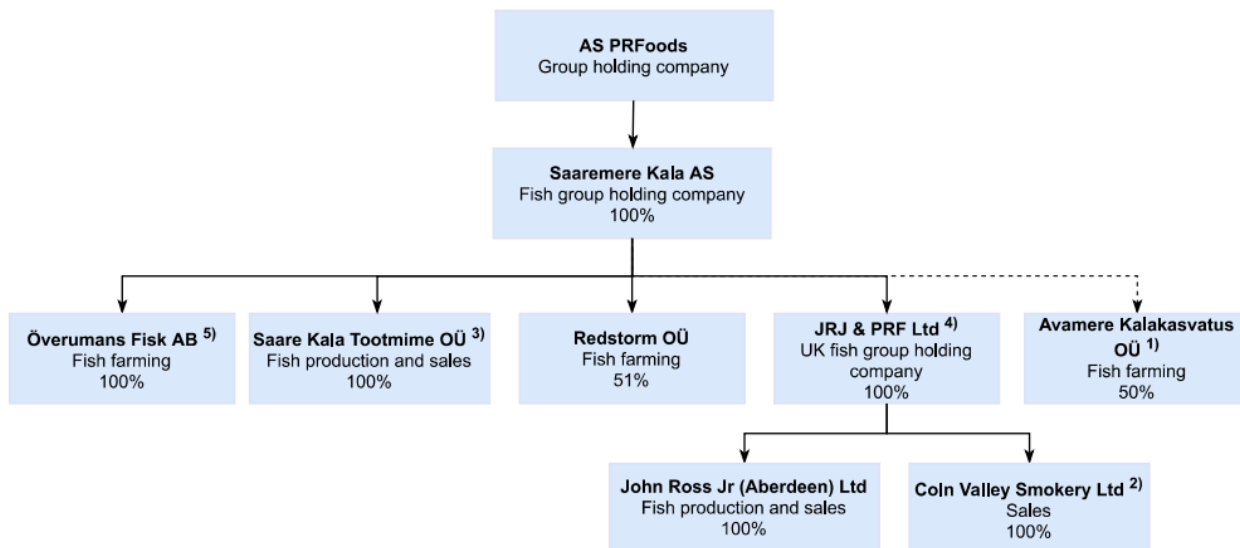 AS PRFoods
Group holding company
Saaremere Kala AS
Fish group holding company
100%
Överumans Fisk AB 5)
Fish farming
100%
Saare Kala Tootmime OÜ 3)
Fish production and sales
100%
Redstorm OÜ
Fish farming
51%
JRJ & PRF Ltd 4)
UK fish group holding
company
100%
Avamere Kalakasvatus
OÜ 1)
Fish farming
50%
John Ross Jr (Aberdeen) Ltd
Fish production and sales
100%
Coln Valley Smokery Ltd 2)
Sales
100%